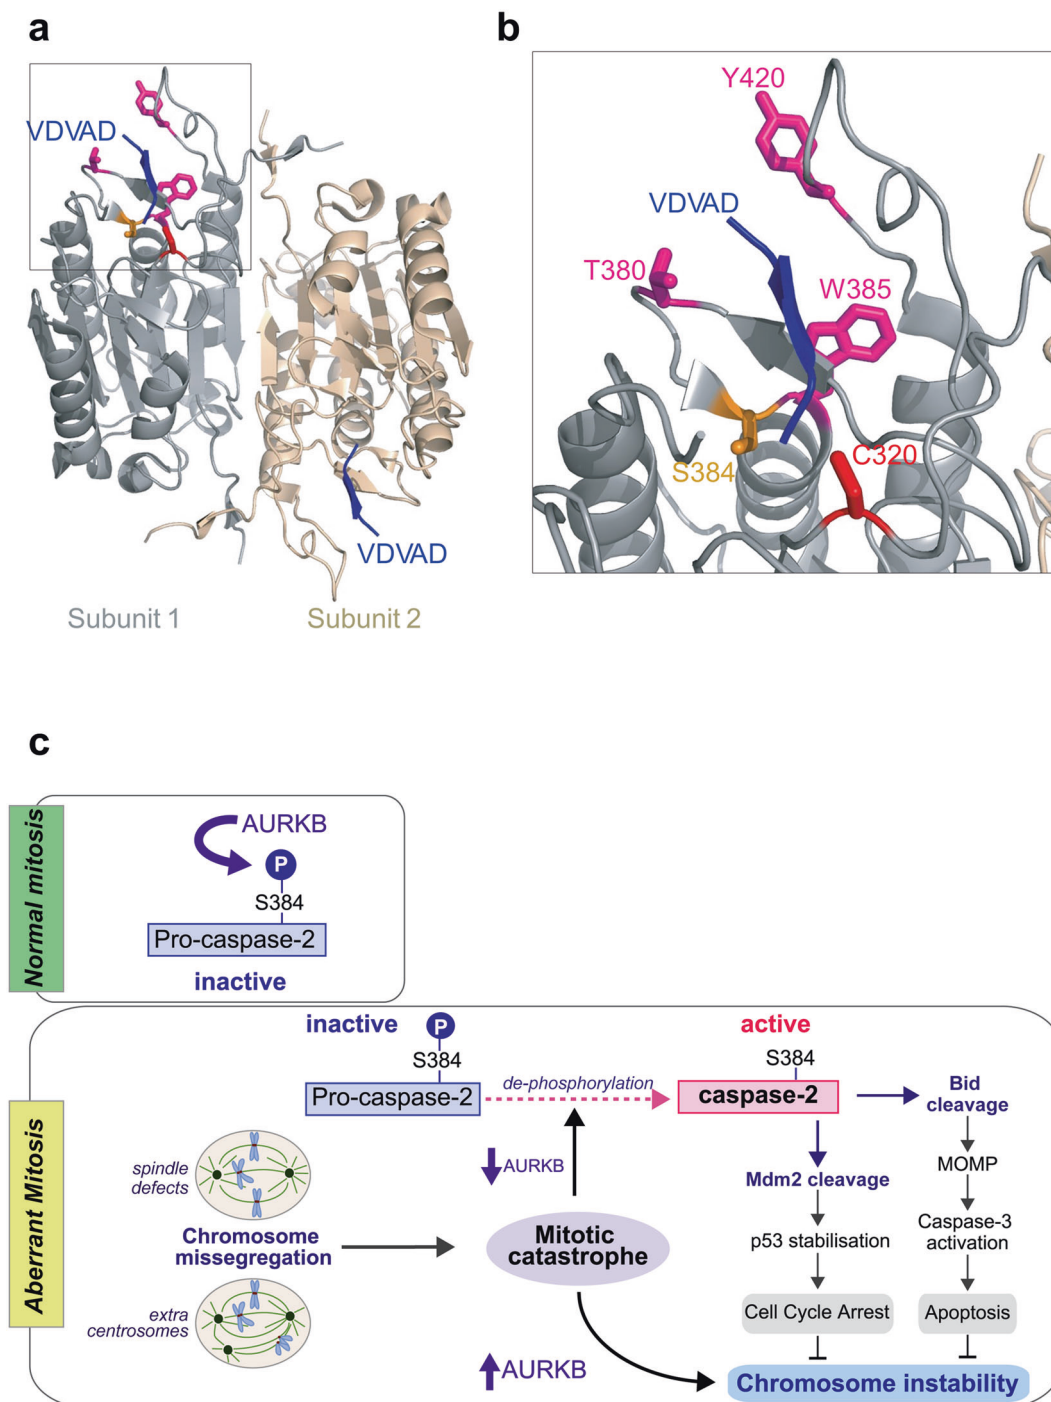 a
VDVAD
VDVAD
Subunit 1
Subunit 2
b
Y420
VDVAD
T380
W385
S384
C320
c
Normal mitosis
AURKB
P
S384
Pro-caspase-2
inactive
Aberrant Mitosis
inactive
P
S384
Pro-caspase-2
de-phosphorylation
active
S384
caspase-2
Bid
cleavage
MOMP
Caspase-3
activation
Apoptosis
Mdm2 cleavage
p53 stabilisation
Cell Cycle Arrest
spindle
defects
Chromosome
missegregation
extra
centrosomes
AURKB
Mitotic
catastrophe
AURKB
Chromosome instability